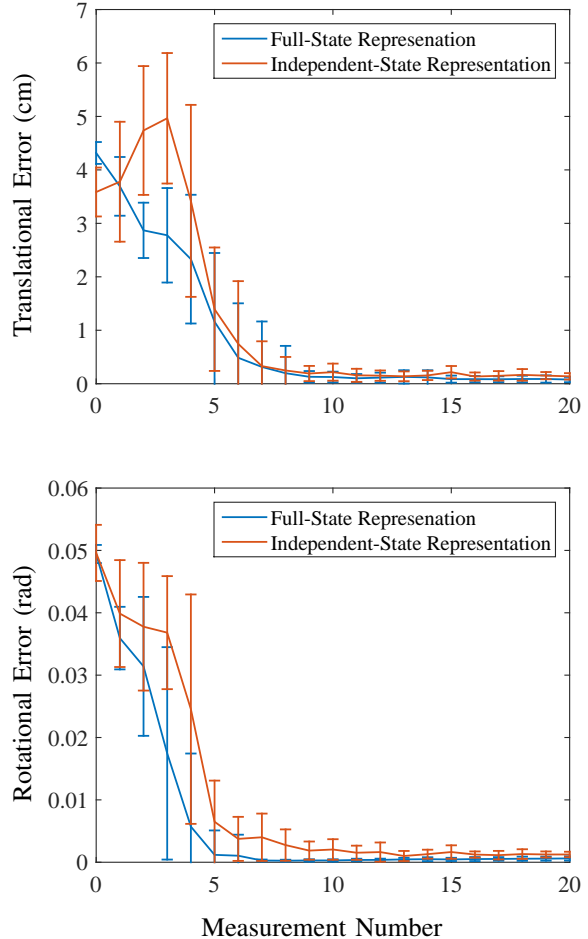 7
6
5
4
3
2
1
0
Translational Error (cm)
Full-State Represenation
Independent-State Representation
0 5 10 15 20
0.06
0.05
0.04
0.03
0.02
0.01
0
Rotational Error (rad)
Full-State Represenation
Independent-State Representation
0 5 10 15 20
Measurement Number